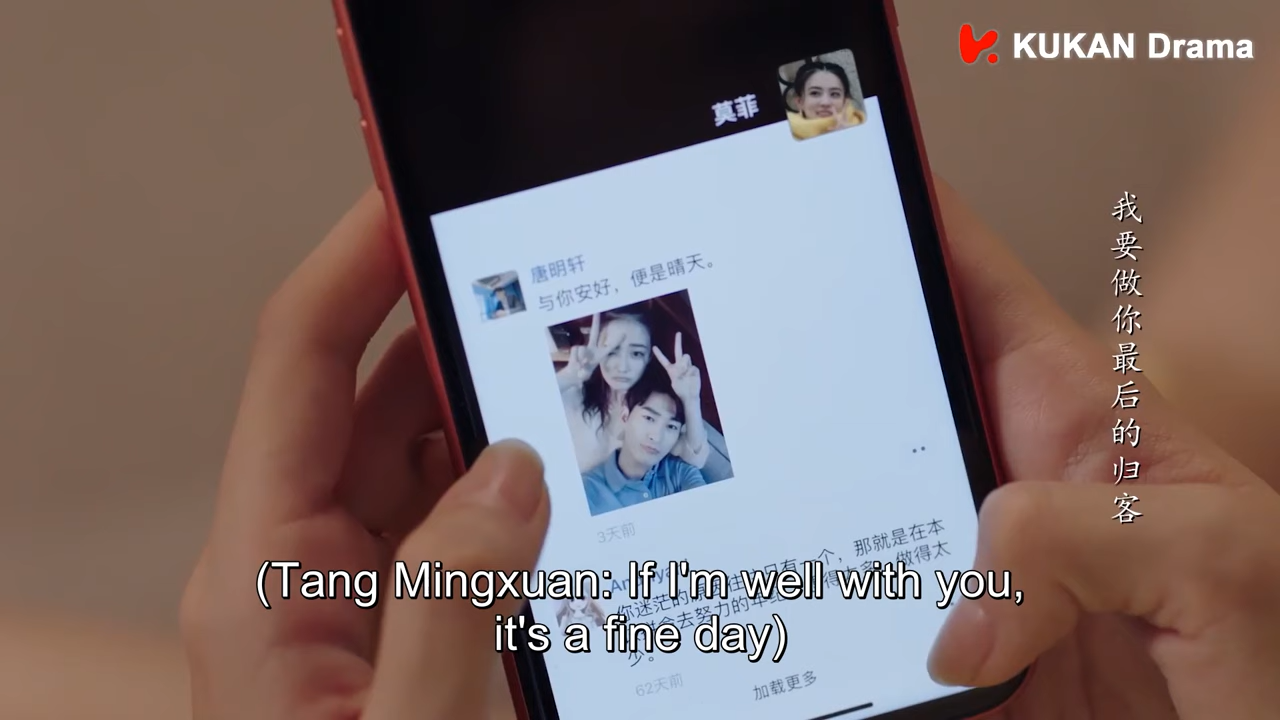 KUKAN Drama
莫菲
唐明轩
与你安好，便是晴天。
3天前
62天前
加载更多
我要做你最后的归客
(Tang Mingxuan: If I'm well with you,
it's a fine day)